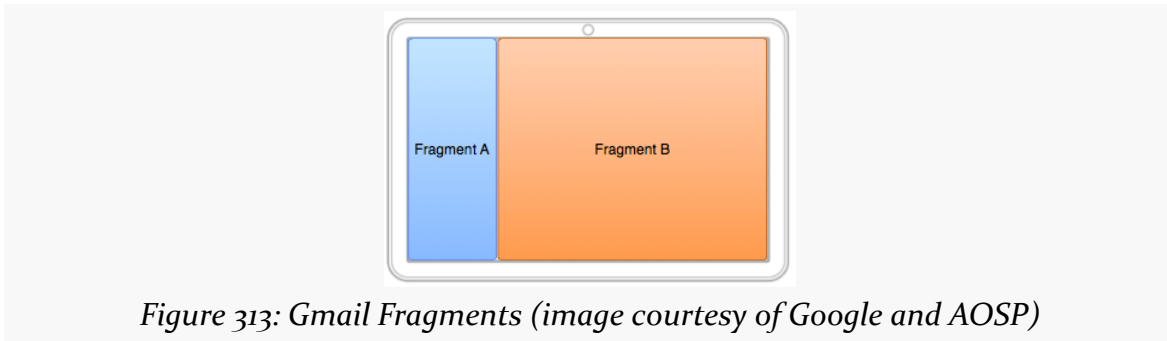 Fragment A
Fragment B
Figure 313: Gmail Fragments (image courtesy of Google and AOSP)